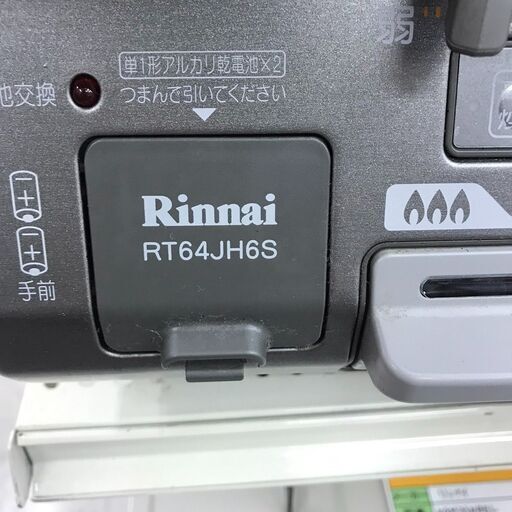 弱
単1形アルカリ乾電池×2
池交換
つまんで引いてください
Rinnai
RT64JH6S
手前